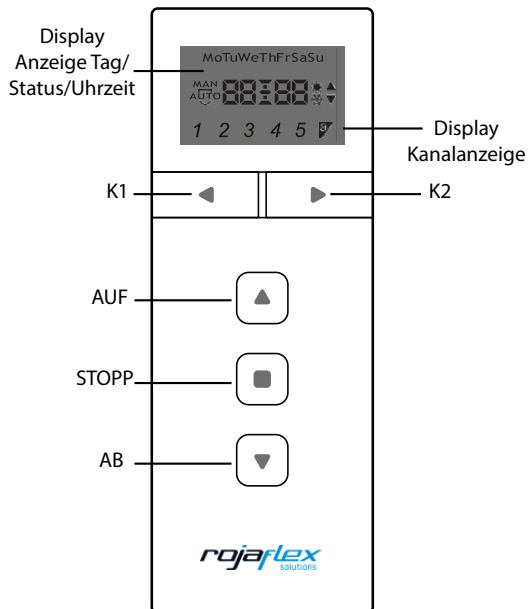 Display
Anzeige Tag/
Status/Uhrzeit
MoTuWeThFrSaSu
MAN
AUTO 88:88
1 2 3 4 5
Display
Kanalanzeige
K1
K2
AUF
STOPP
AB
rojaflex
solutions